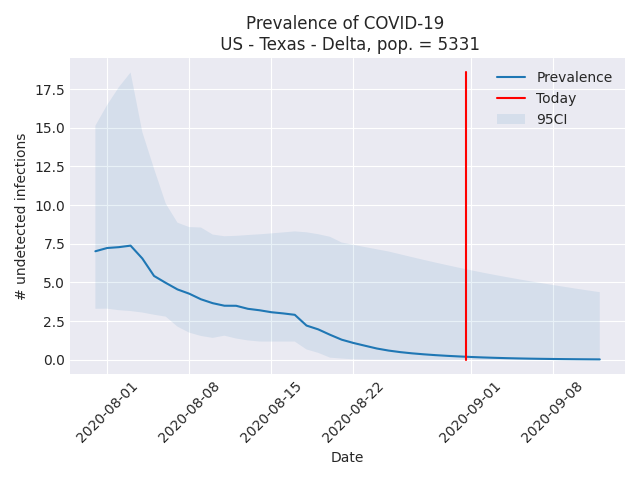 Prevalence of COVID-19
US - Texas - Delta, pop. = 5331
Prevalence
Today
95CI
# undetected infections
17.5
15.0
12.5
10.0
7.5
5.0
2.5
0.0
2020-08-01
2020-08-08
2020-08-15
2020-08-22
2020-09-01
2020-09-08
Date